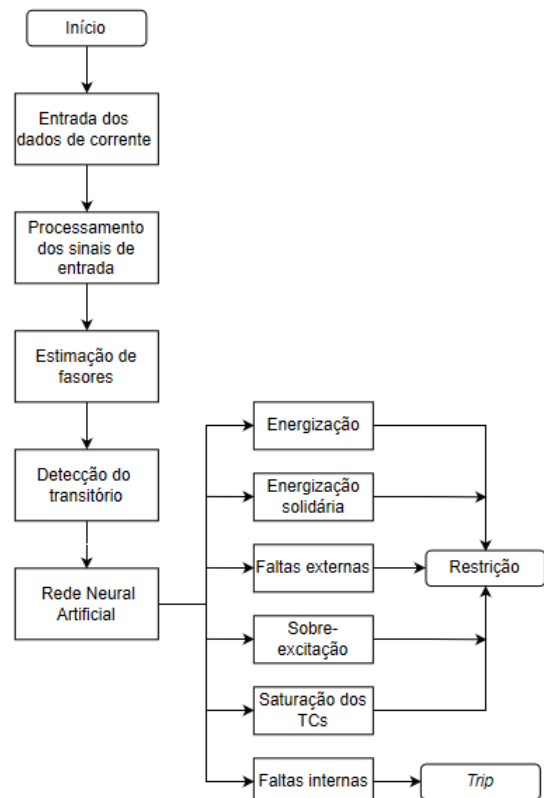 Início
Entrada dos
dados de corrente
Processamento
dos sinais de
entrada
Estimação de
fasores
Detecção do
transitório
Rede Neural
Artificial
Energização
Energização
solidária
Faltas externas
Sobre-
excitação
Saturação dos
TCs
Faltas internas
Restrição
Trip